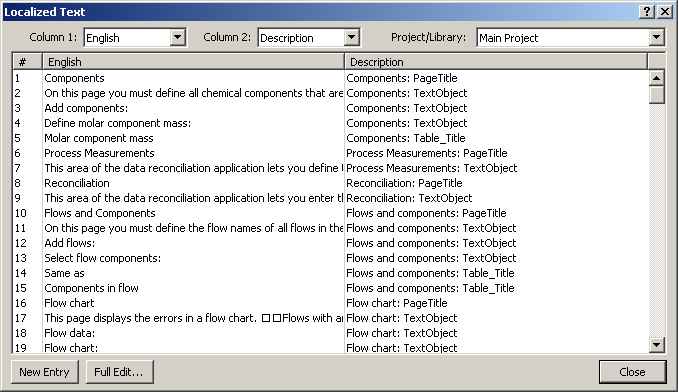 Localized Text
Column 1: English Column 2: Description Project/Library: Main Project
# English Description
1 Components Components: PageTitle
2 On this page you must define all chemical components that are Components: TextObject
3 Add components: Components: TextObject
4 Define molar component mass: Components: TextObject
5 Molar component mass Components: Table_Title
6 Process Measurements Process Measurements: PageTitle
7 This area of the data reconciliation application lets you define Process Measurements: TextObject
8 Reconciliation Reconciliation: PageTitle
9 This area of the data reconciliation application lets you enter Reconciliation: TextObject
10 Flows and Components Flows and components: PageTitle
11 On this page you must define the flow names of all flows in the Flows and components: TextObject
12 Add flows: Flows and components: TextObject
13 Select flow components: Flows and components: TextObject
14 Same as Flows and components: Table_Title
15 Components in flow Flows and components: Table_Title
16 Flow chart Flow chart: PageTitle
17 This page displays the errors in a flow chart. □□Flows with Flow chart: TextObject
18 Flow data: Flow chart: TextObject
19 Flow chart: Flow chart: TextObject
New Entry Full Edit... Close